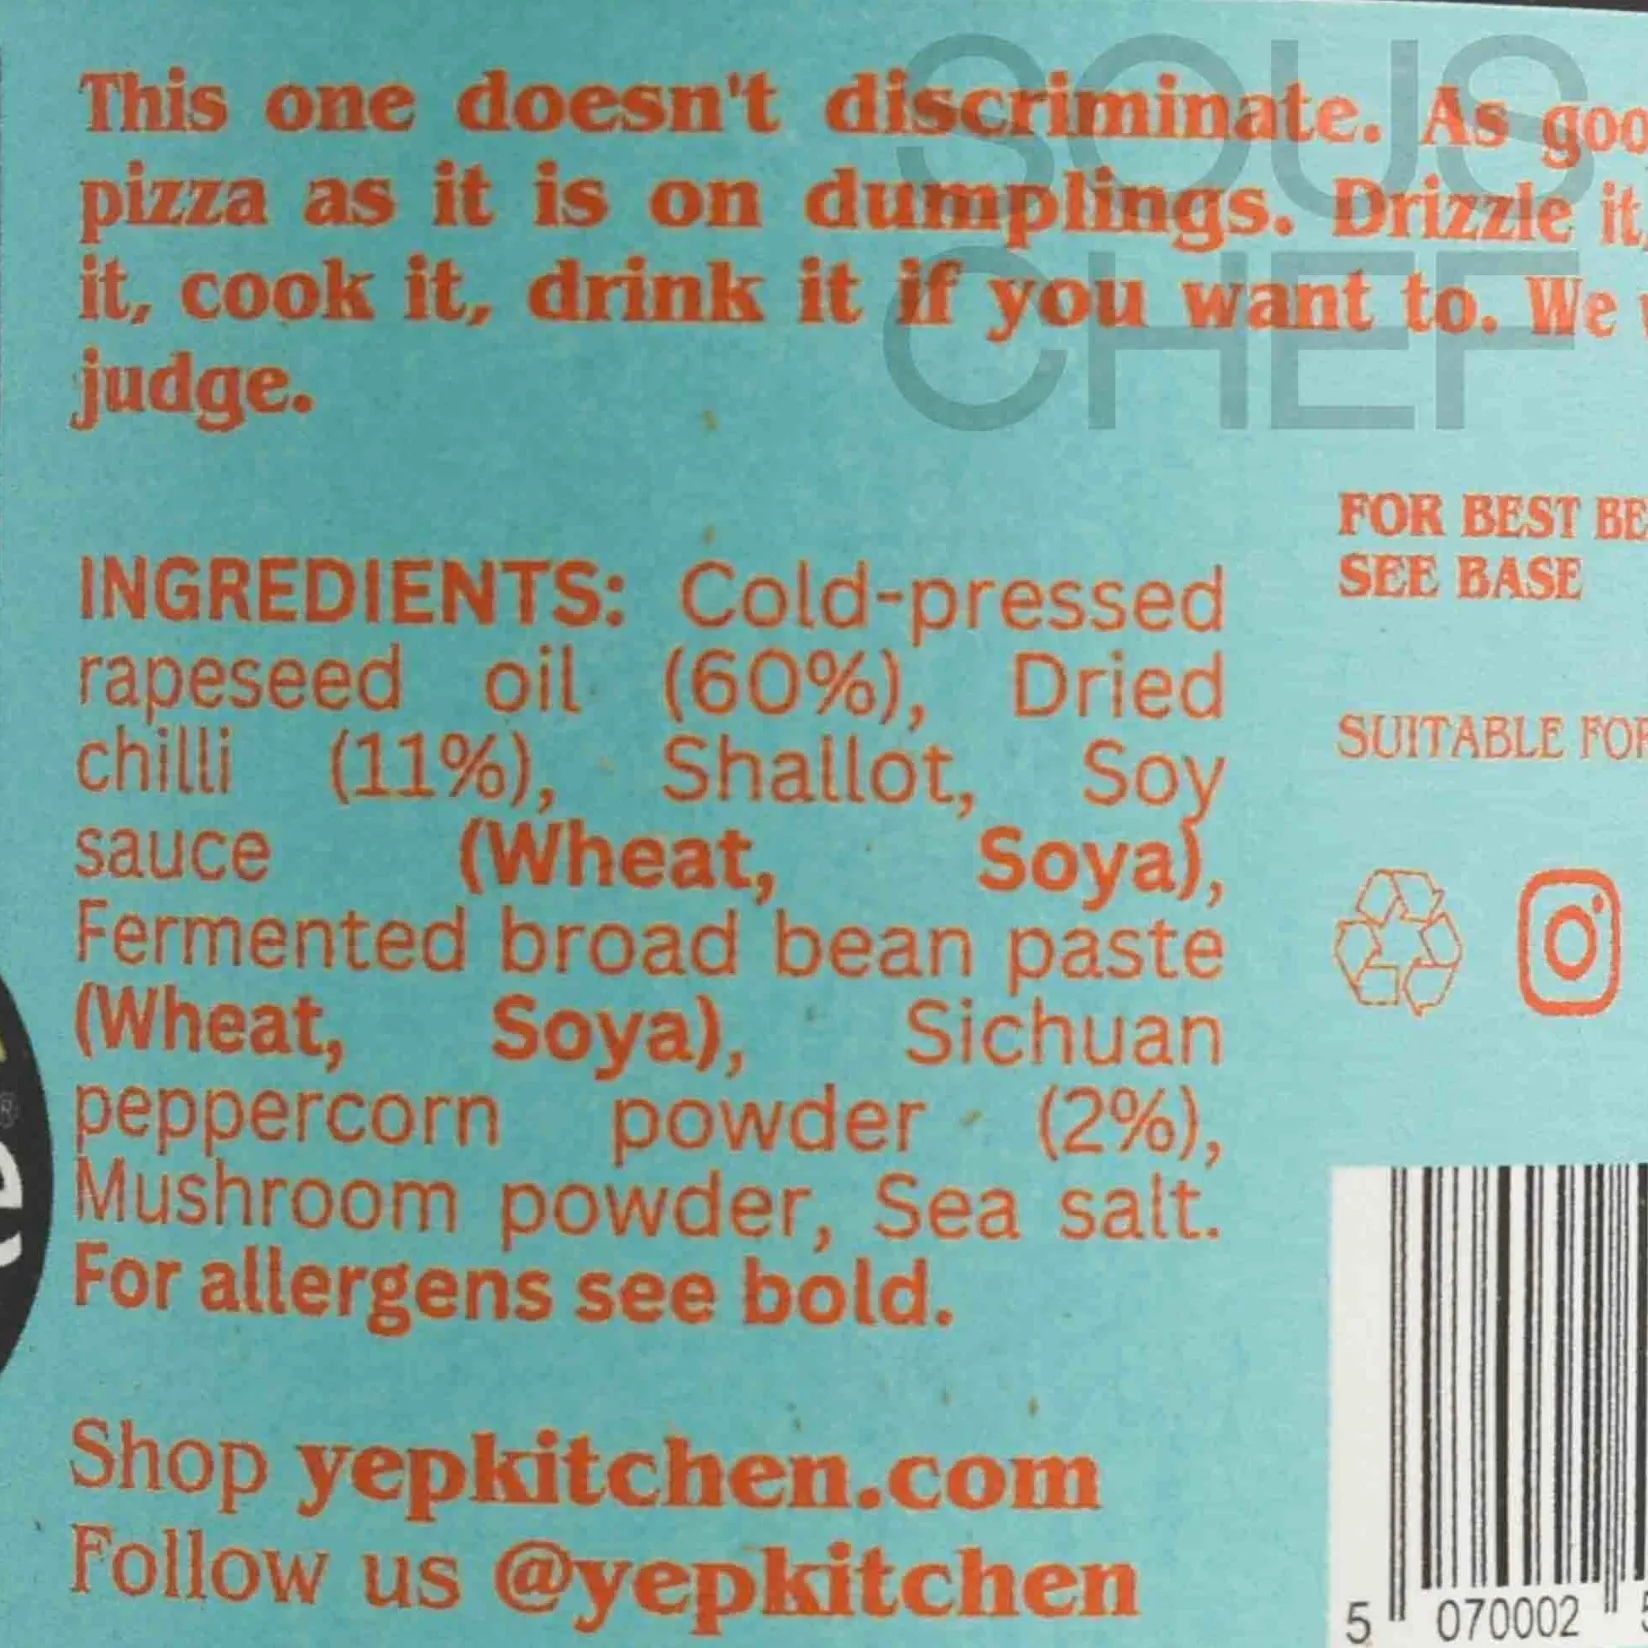 SOUS
CHEF
This one doesn't discriminate. As
pizza as it is on dumplings. Drizzle it,
it, cook it, drink it if you want to. We
judge.
FOR BEST
SEE BASE
SUITABLE FOR
INGREDIENTS: Cold-pressed
rapeseed oil (60%), Dried
chilli (11%), Shallot, Soy
sauce (Wheat, Soya),
Fermented broad bean paste
(Wheat, Soya), Sichuan
peppercorn powder (2%),
Mushroom powder, Sea salt.
For allergens see bold.
Shop yepkitchen.com
Follow us @yepkitchen
5 070002